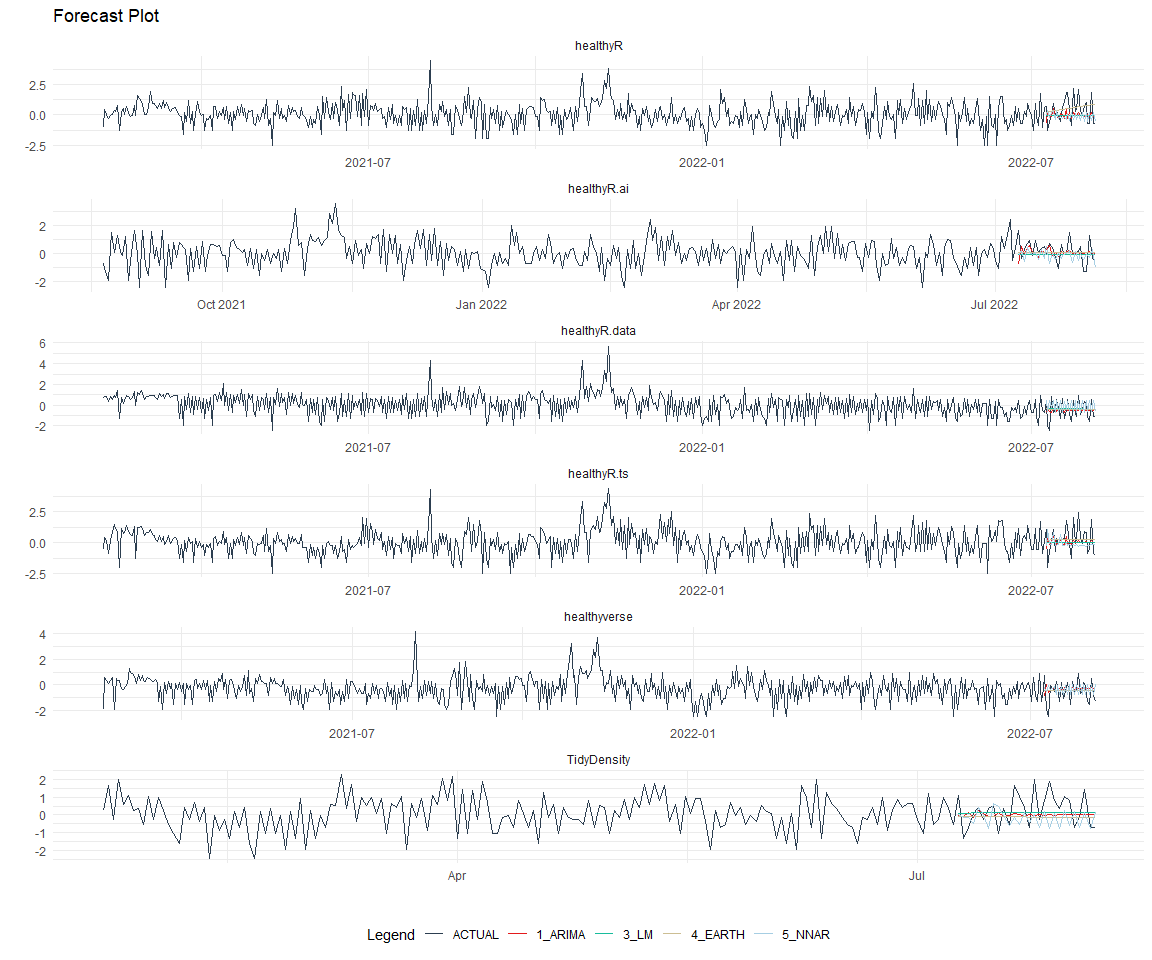 Forecast Plot
healthyR
2.5
0.0
-2.5
2021-07 2022-01 2022-07
healthyR.ai
2
0
-2
Oct 2021 Jan 2022 Apr 2022 Jul 2022
healthyR.data
6
4
2
0
-2
2021-07 2022-01 2022-07
healthyR.ts
2.5
0.0
-2.5
2021-07 2022-01 2022-07
healthyverse
4
2
0
-2
2021-07 2022-01 2022-07
TidyDensity
2
1
0
-1
-2
Apr Jul
Legend ACTUAL 1_ARIMA 3_LM 4_EARTH 5_NNAR